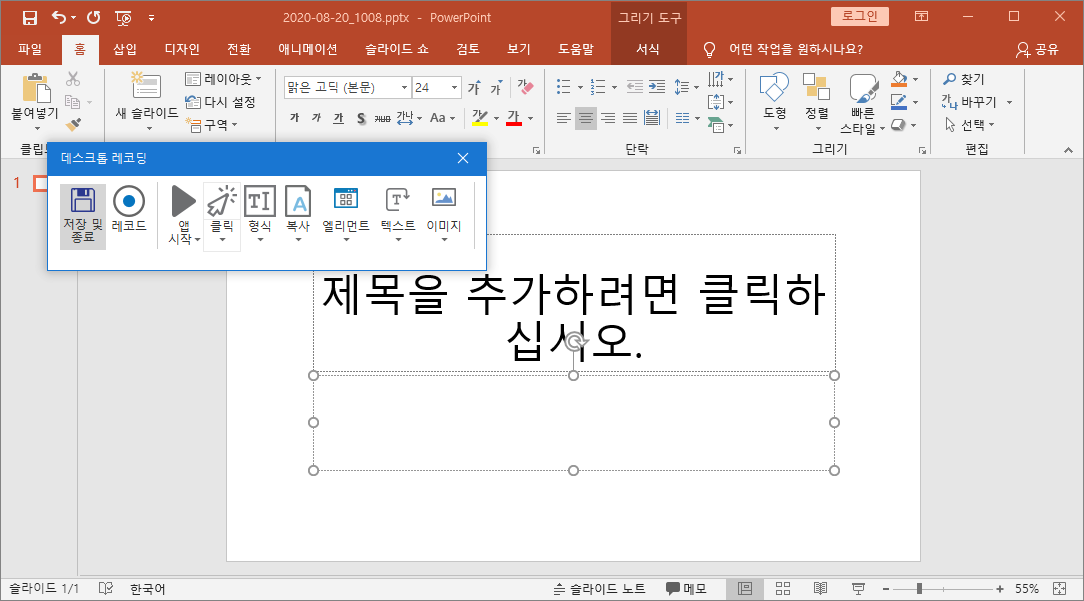 2020-08-20_1008.pptx - PowerPoint
그리기 도구
로그인
파일 홈 삽입 디자인 전환 애니메이션 슬라이드 쇼 검토 보기 도움말 서식 어떤 작업을 원하시나요? 공유
붙여넣기
새 슬라이드
레이아웃
다시 설정
구역
맑은 고딕 (본문) 24
가 가 가 S abc 가나 Aa 가
도형
정렬
빠른
스타일
찾기
바꾸기
선택
단락
그리기
편집
데스크톱 레코딩
저장 및
종료
레코드
앱
시작
클릭
형식
복사
엘리먼트
텍스트
이미지
1
제목을 추가하려면 클릭하
십시오.
슬라이드 1/1 한국어 슬라이드 노트 메모 55%